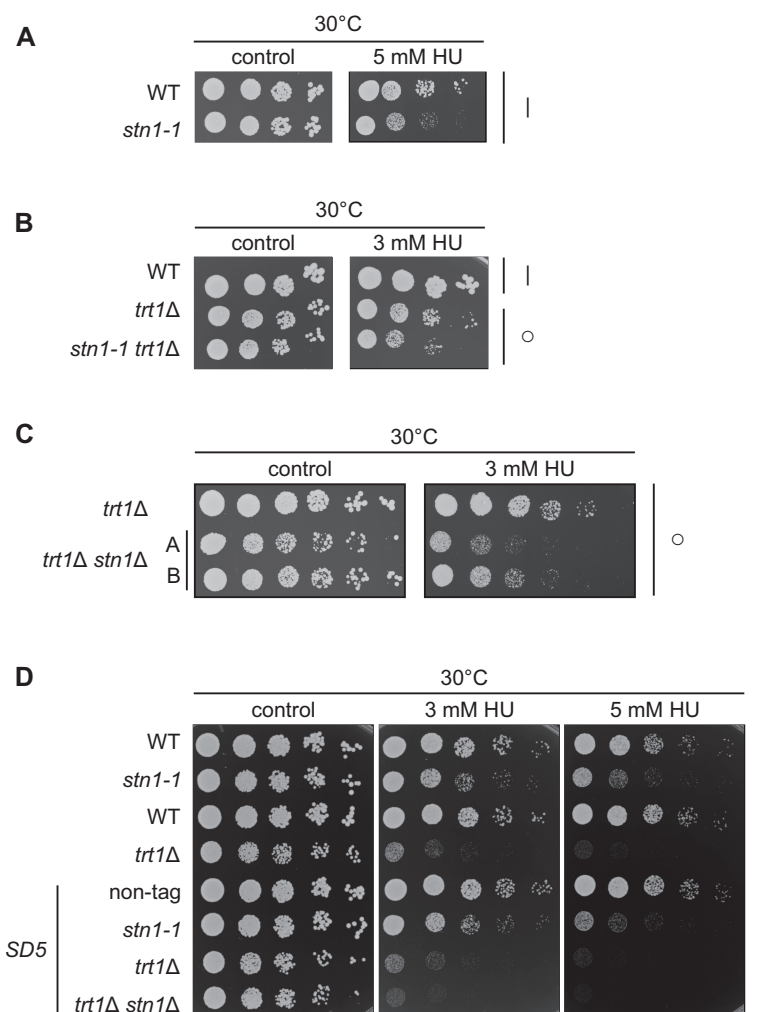 A
30°C
control 5 mM HU
WT
stn1-1
|
B
30°C
control 3 mM HU
WT
|
trt1Δ
stn1-1 trt1Δ
○
C
30°C
control 3 mM HU
trt1Δ
○
A
trt1Δ stn1Δ
B
D
30°C
control 3 mM HU 5 mM HU
WT
stn1-1
WT
trt1Δ
non-tag
stn1-1
SD5
trt1Δ
trt1Δ stn1Δ